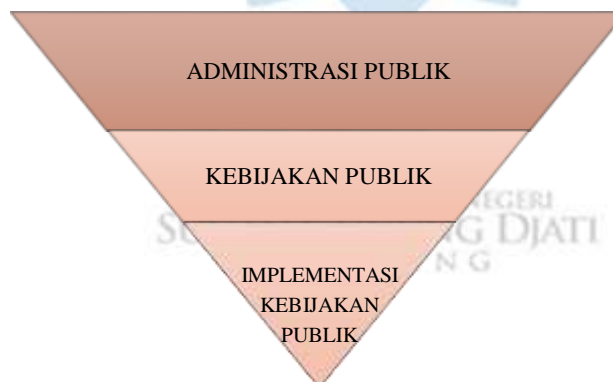 ADMINISTRASI PUBLIK
KEBIJAKAN PUBLIK
NEGERI
DJATI
IMPLEMENTASI
KEBIJAKAN
PUBLIK